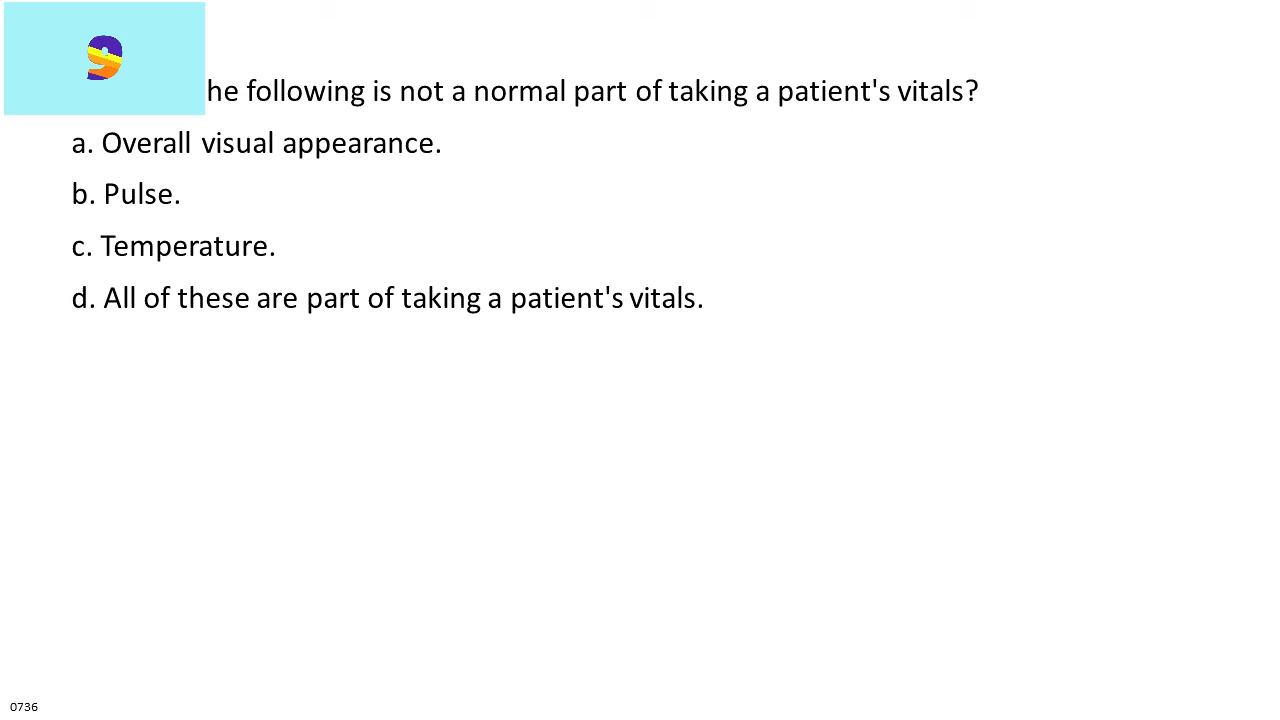 9
he following is not a normal part of taking a patient's vitals?
a. Overall visual appearance.
b. Pulse.
c. Temperature.
d. All of these are part of taking a patient's vitals.
0736